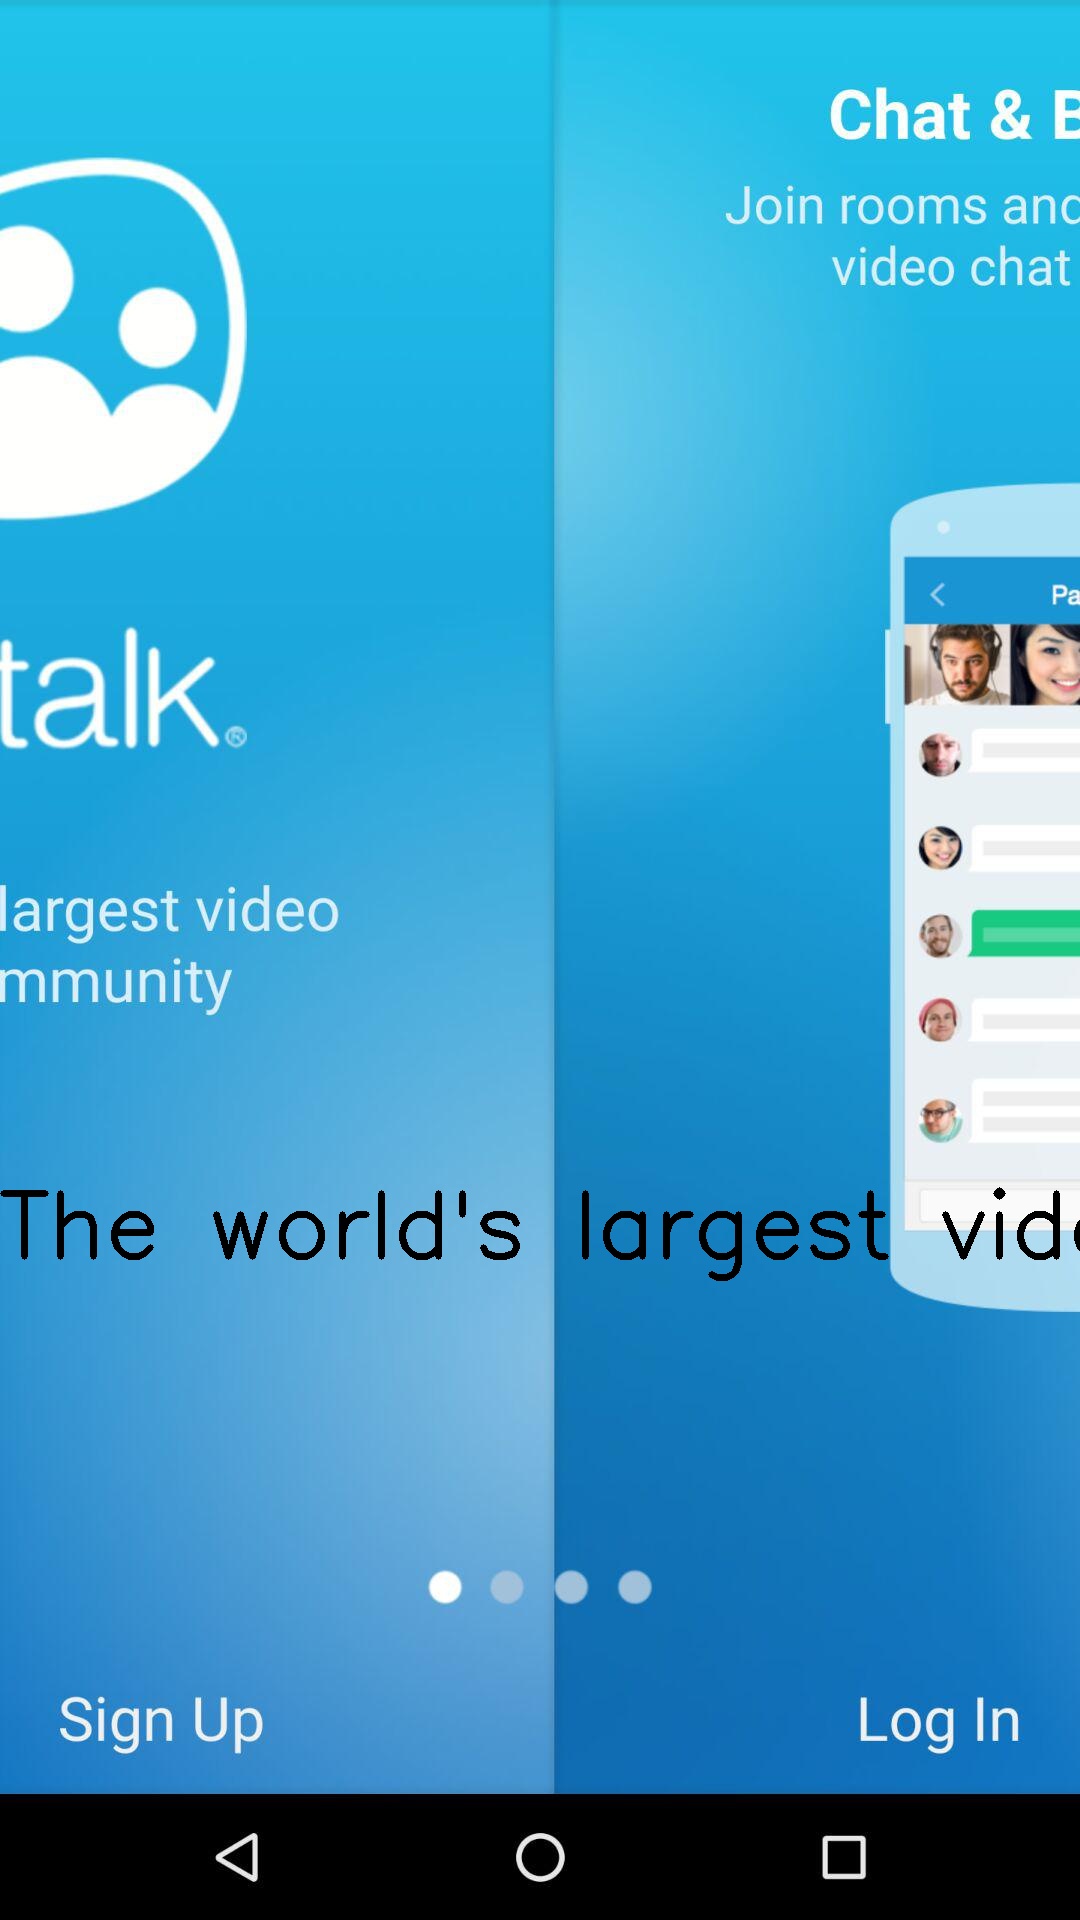 talk®
largest video
mmunity
Chat & B
Join rooms and
video chat
Pa
The world's largest vide
Sign Up
Log In